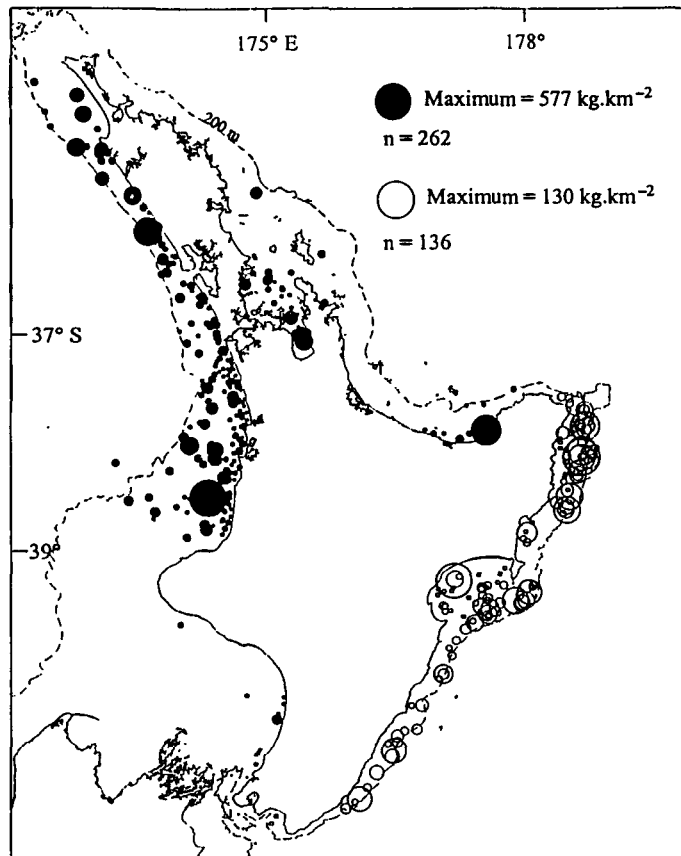 175° E
178°
Maximum = 577 kg.km⁻²
n = 262
200 m
Maximum = 130 kg.km⁻²
n = 136
37° S
39°